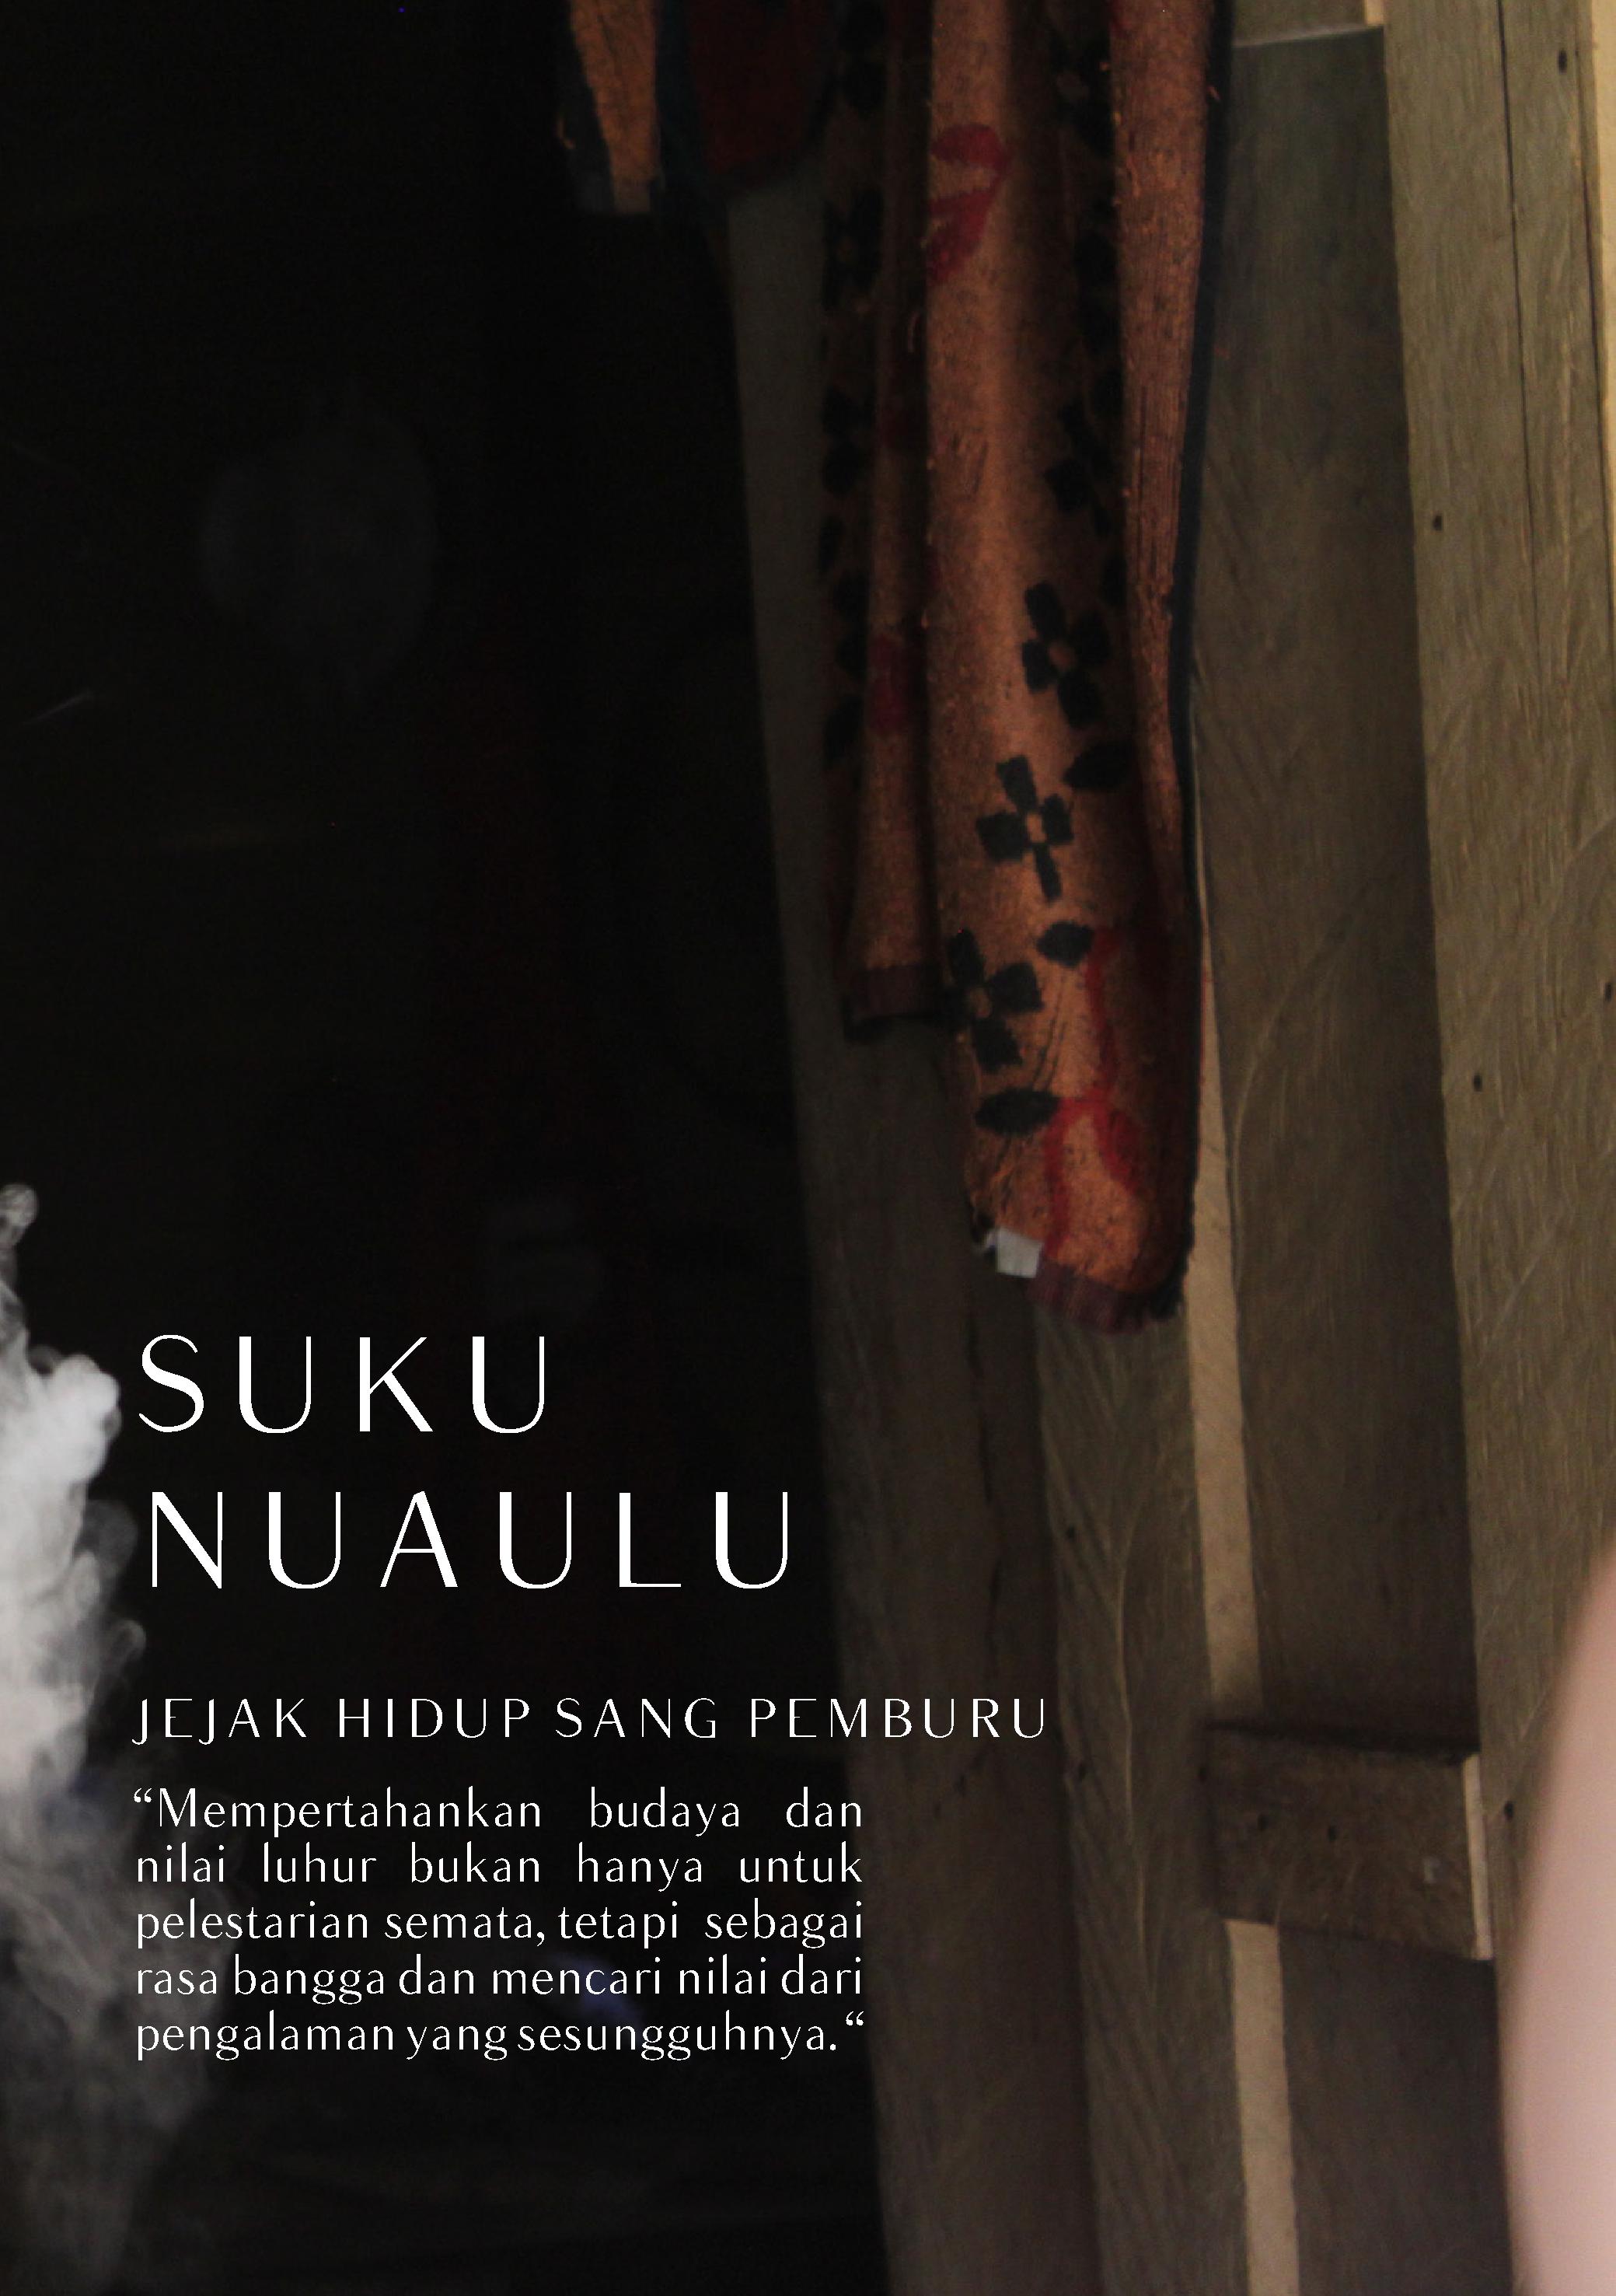 SUKU
NUAULU
JEJAK HIDUP SANG PEMBURU
“Mempertahankan budaya dan
nilai luhur bukan hanya untuk
pelestarian semata, tetapi sebagai
rasa bangga dan mencari nilai dari
pengalaman yang sesungguhnya.“